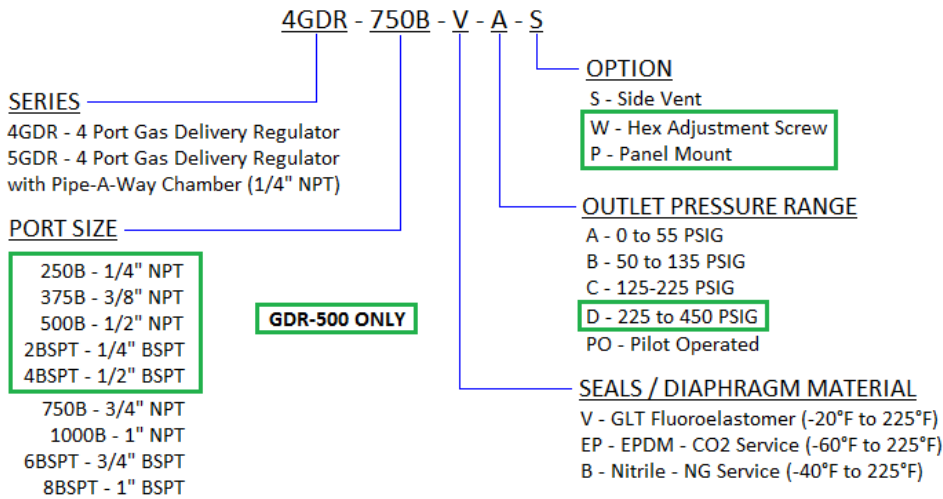 4GDR - 750B - V - A - S
SERIES
4GDR - 4 Port Gas Delivery Regulator
5GDR - 4 Port Gas Delivery Regulator
with Pipe-A-Way Chamber (1/4" NPT)
PORT SIZE
250B - 1/4" NPT
375B - 3/8" NPT
500B - 1/2" NPT
2BSPT - 1/4" BSPT
4BSPT - 1/2" BSPT
750B - 3/4" NPT
1000B - 1" NPT
6BSPT - 3/4" BSPT
8BSPT - 1" BSPT
GDR-500 ONLY
OPTION
S - Side Vent
W - Hex Adjustment Screw
P - Panel Mount
OUTLET PRESSURE RANGE
A - 0 to 55 PSIG
B - 50 to 135 PSIG
C - 125-225 PSIG
D - 225 to 450 PSIG
PO - Pilot Operated
SEALS / DIAPHRAGM MATERIAL
V - GLT Fluoroelastomer (-20°F to 225°F)
EP - EPDM - CO2 Service (-60°F to 225°F)
B - Nitrile - NG Service (-40°F to 225°F)